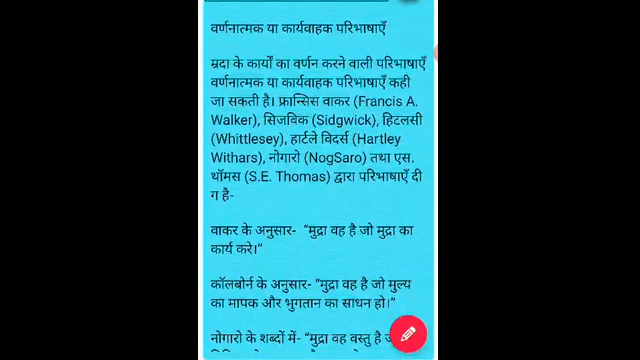 वर्णनात्मक या कार्यवाहक परिभाषाएँ
म्रदा के कार्यों का वर्णन करने वाली परिभाषाएँ
वर्णनात्मक या कार्यवाहक परिभाषाएँ कही
जा सकती है। फ्रान्सिस वाकर (Francis A.
Walker), सिजविक (Sidgwick), हिटलसी
(Whittlesey), हार्टले विदर्स (Hartley
Withars), नोगारो (NogSaro) तथा एस.
थॉमस (S.E. Thomas) द्वारा परिभाषाएँ दी
ग है-
वाकर के अनुसार- “मुद्रा वह है जो मुद्रा का
कार्य करे।”
कॉलबोर्न के अनुसार- “मुद्रा वह है जो मुल्य
का मापक और भुगतान का साधन हो।”
नोगारो के शब्दों में- “मुद्रा वह वस्तु है